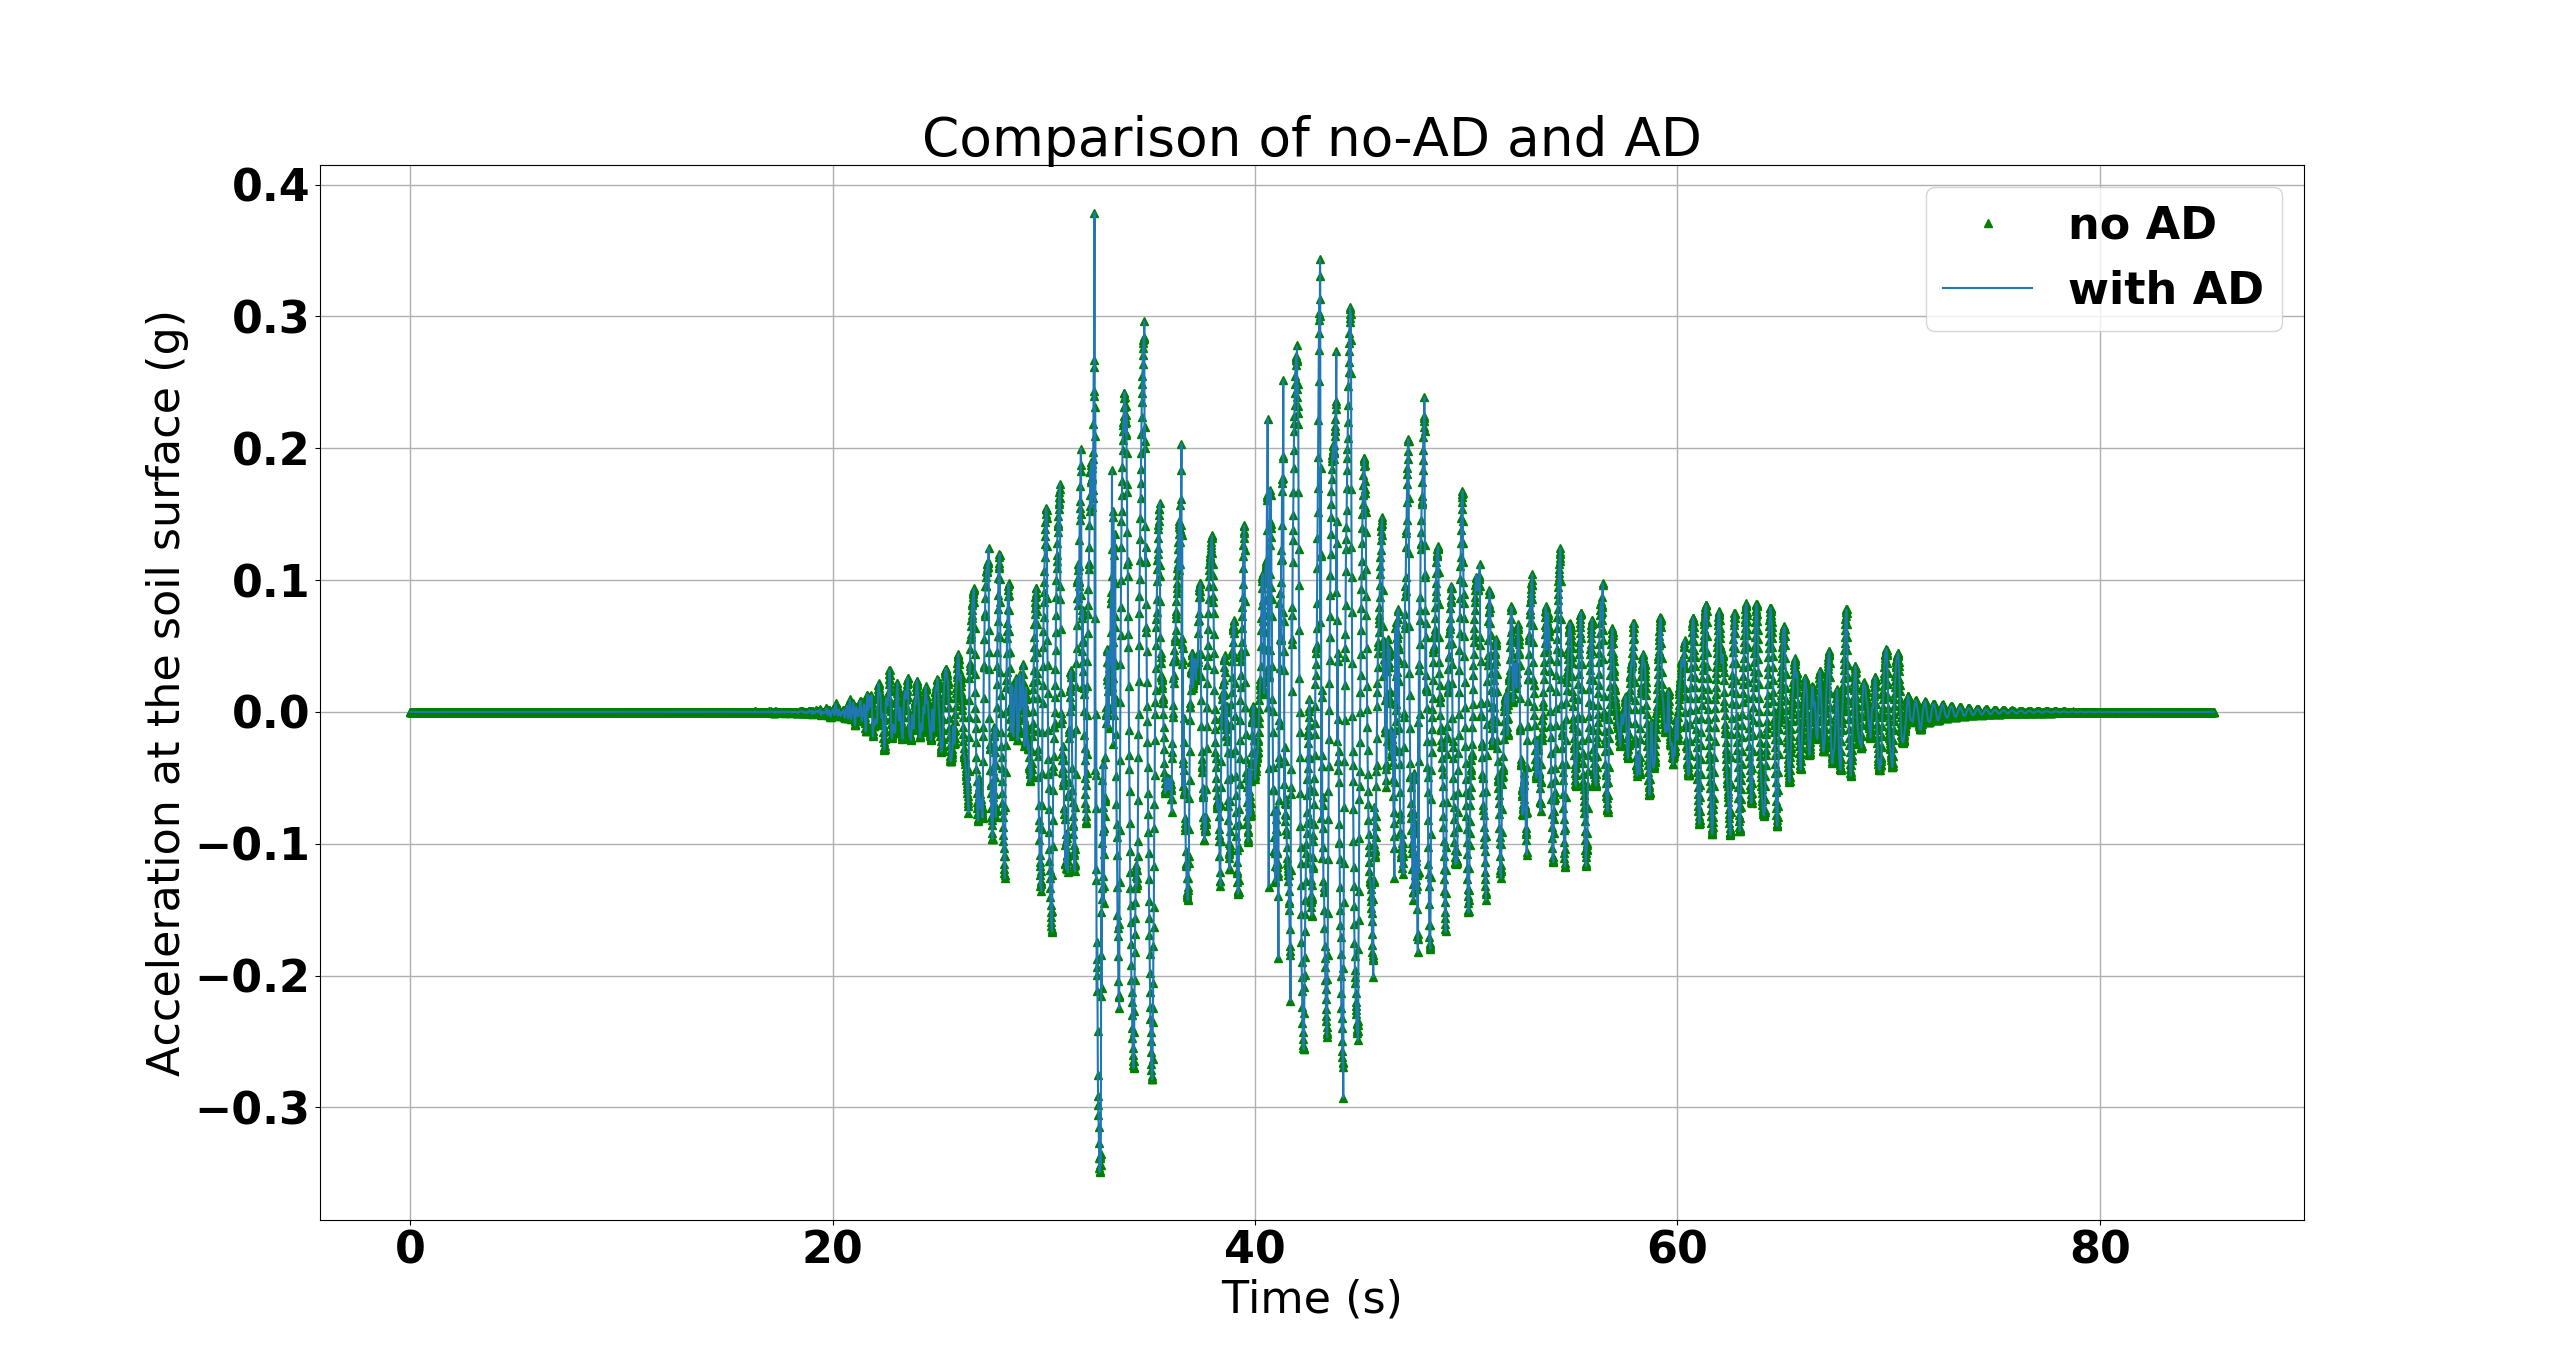 Comparison of no-AD and AD
no AD
with AD
Acceleration at the soil surface (g)
0.4
0.3
0.2
0.1
0.0
−0.1
−0.2
−0.3
0 20 40 60 80
Time (s)